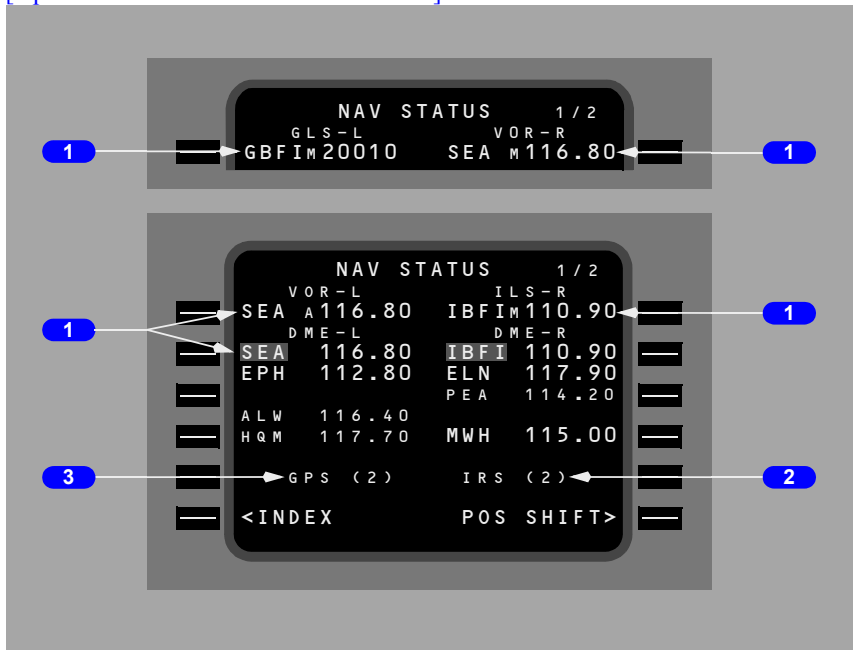 NAV STATUS 1/2
GLS-L VOR-R
1 GBFIM20010 SEA M116.80 1
NAV STATUS 1/2
VOR-L ILS-R
SEA A116.80 IBFIM110.90 1
1
DME-L DME-R
SEA 116.80 IBFI 110.90
EPH 112.80 ELN 117.90
PEA 114.20
ALW 116.40
HQM 117.70 MWH 115.00
3 GPS (2) IRS (2) 2
<INDEX POS SHIFT>